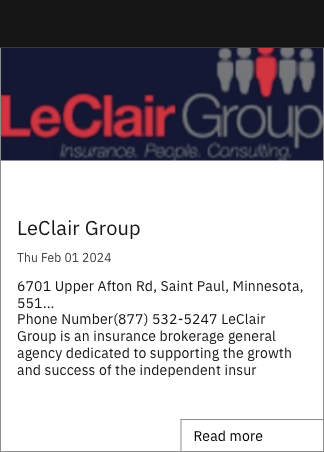 LeClair Group
Insurance. People. Consulting.
LeClair Group
Thu Feb 01 2024
6701 Upper Afton Rd, Saint Paul, Minnesota,
551...
Phone Number(877) 532-5247 LeClair
Group is an insurance brokerage general
agency dedicated to supporting the growth
and success of the independent insur
Read more